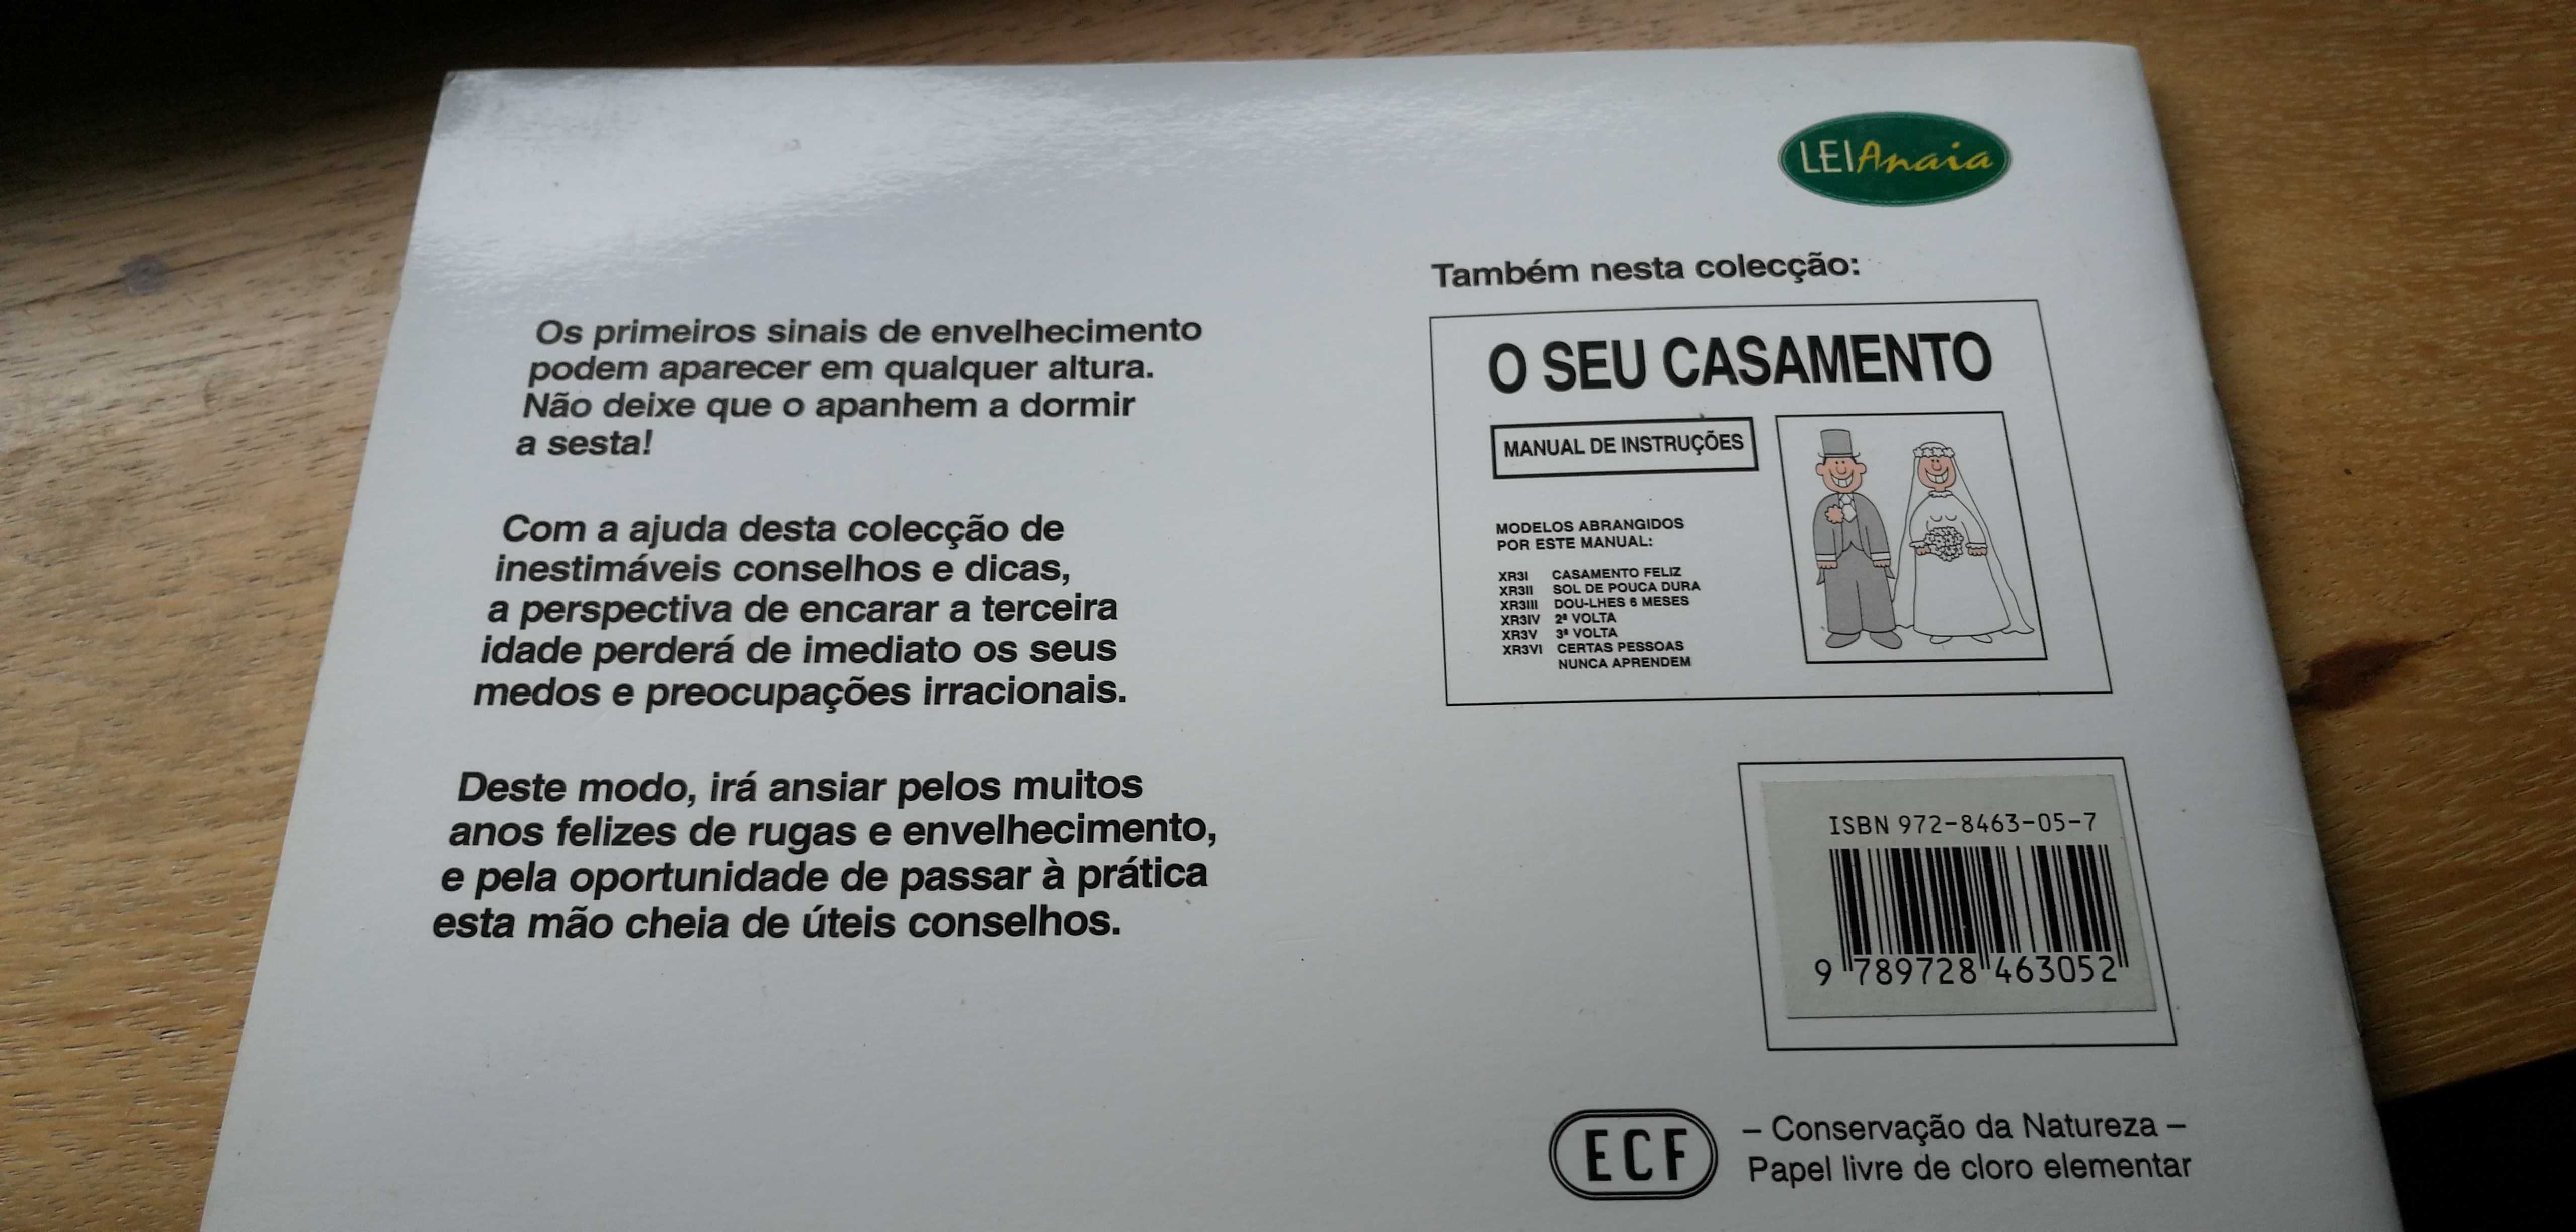 LEIAnaia
Os primeiros sinais de envelhecimento
podem aparecer em qualquer altura.
Não deixe que o apanhem a dormir
a sesta!
Com a ajuda desta colecção de
inestimáveis conselhos e dicas,
a perspectiva de encarar a terceira
idade perderá de imediato os seus
medos e preocupações irracionais.
Deste modo, irá ansiar pelos muitos
anos felizes de rugas e envelhecimento,
e pela oportunidade de passar à prática
esta mão cheia de úteis conselhos.
Também nesta colecção:
O SEU CASAMENTO
MANUAL DE INSTRUÇÕES
MODELOS ABRANGIDOS
POR ESTE MANUAL:
XR3I CASAMENTO FELIZ
XR3II SOL DE POUCA DURA
XR3III DOU-LHES 6 MESES
XR3IV 2ª VOLTA
XR3V 3ª VOLTA
XR3VI CERTAS PESSOAS
NUNCA APRENDEM
ISBN 972-8463-05-7
9 789728 463052
ECF
– Conservação da Natureza –
Papel livre de cloro elementar